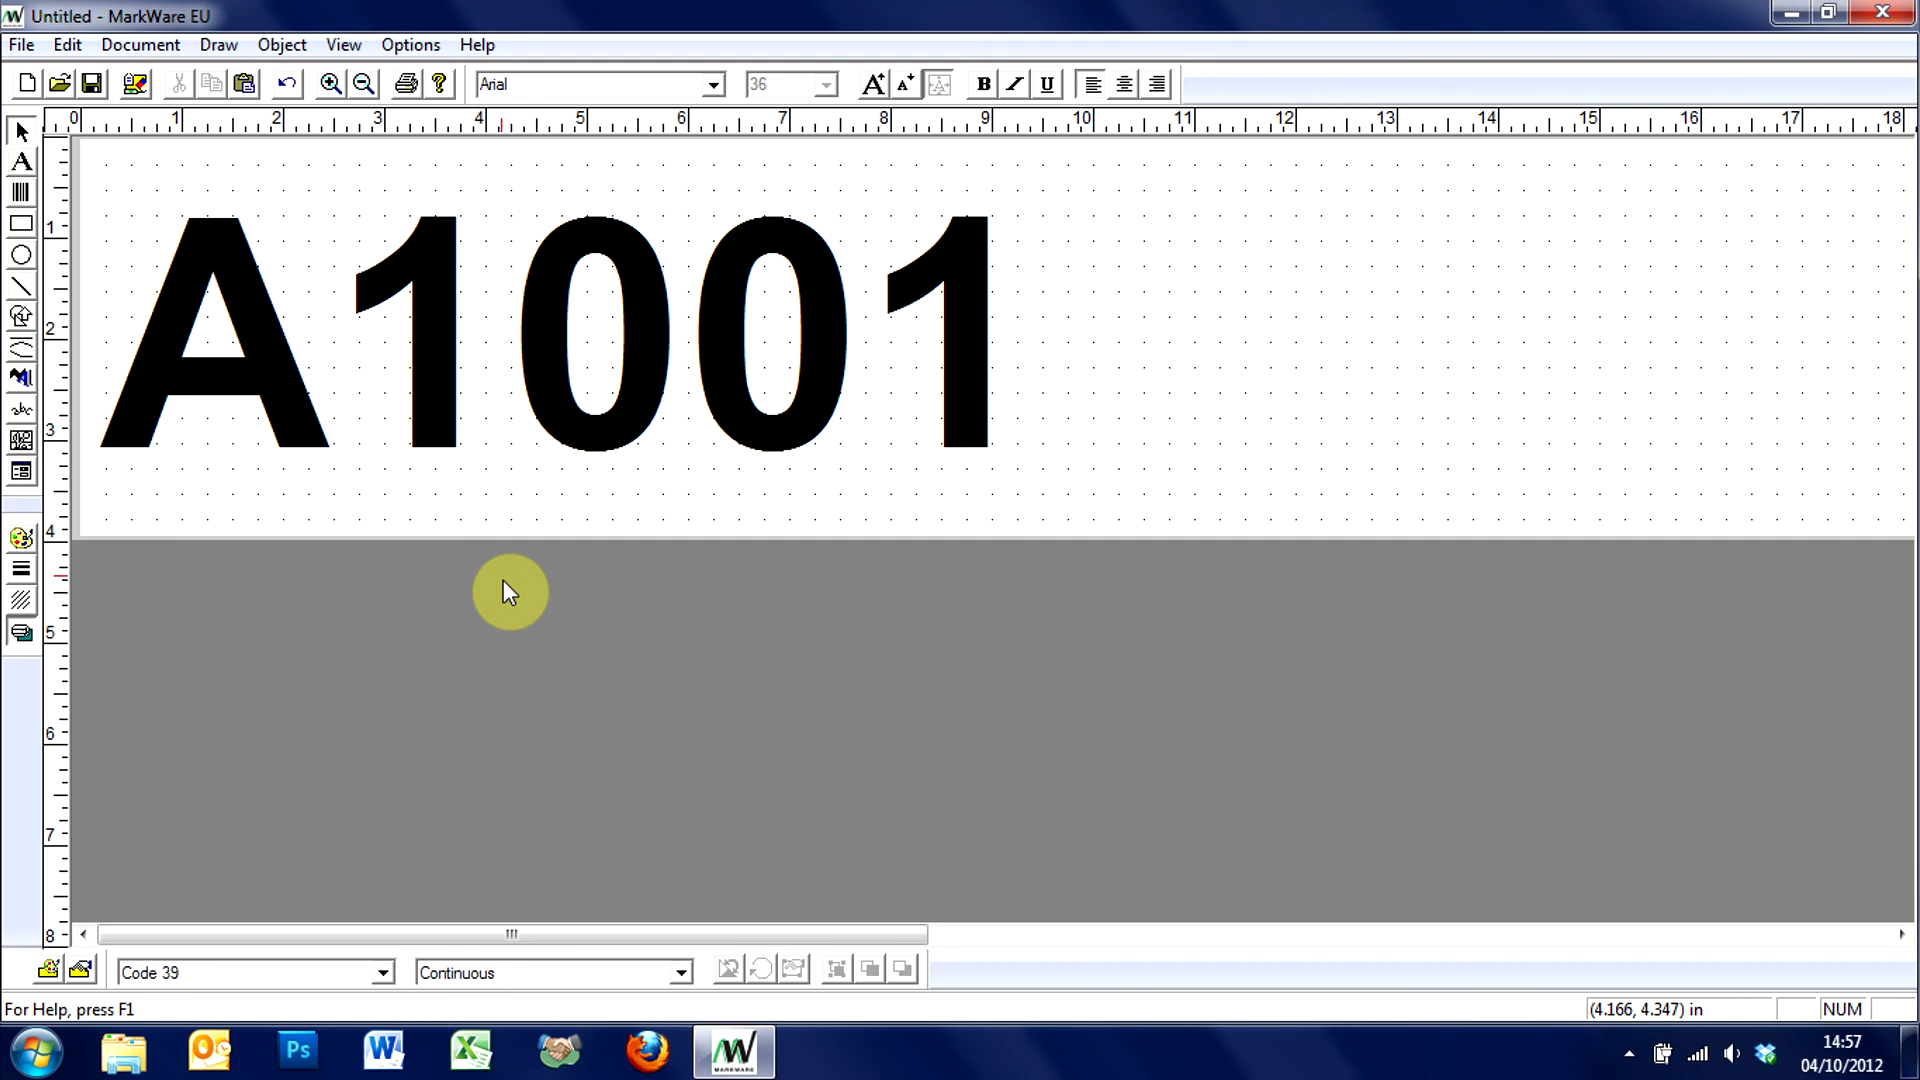 Untitled - MarkWare EU
File Edit Document Draw Object View Options Help
Arial 36 B I U
0 1 2 3 4 5 6 7 8 9 10 11 12 13 14 15 16 17 18
A1001
1
2
3
4
5
6
7
8
Code 39 Continuous
For Help, press F1 (4.166, 4.347) in NUM
Ps MARKWARE 14:57
04/10/2012